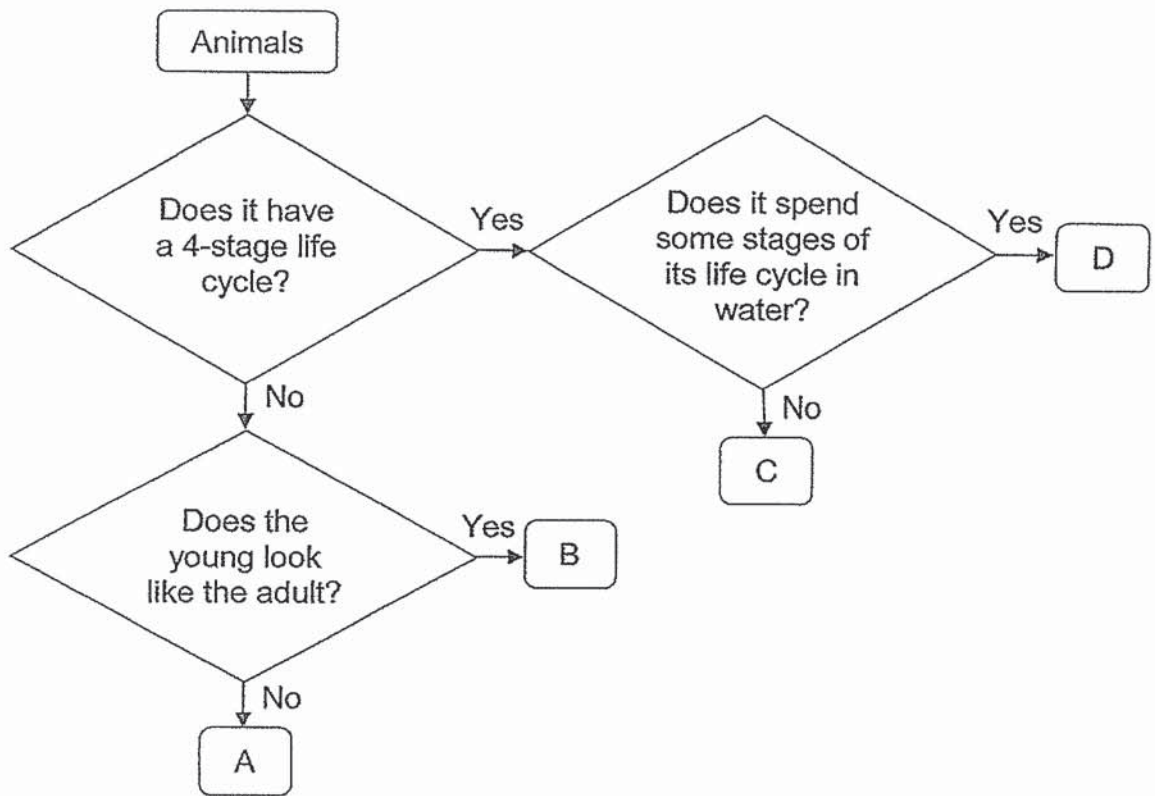 Animals
Does it have
a 4-stage life
cycle?
Yes
Does it spend
some stages of
its life cycle in
water?
Yes
D
No
No
C
Does the
young look
like the adult?
Yes
B
No
A